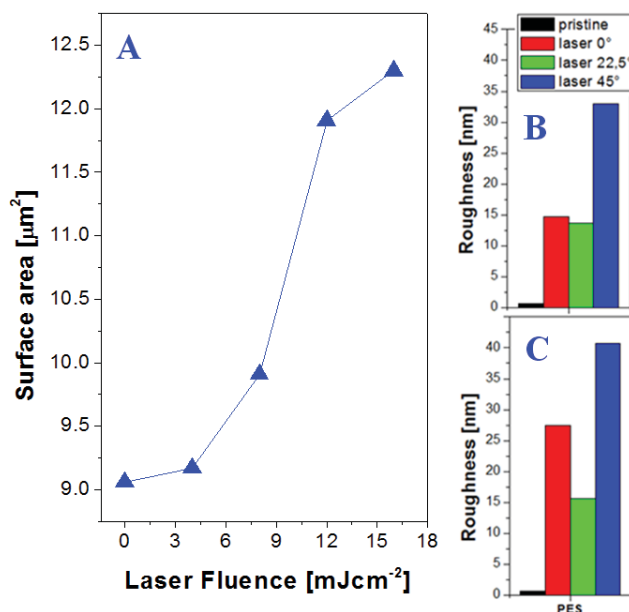 A
Surface area [μm²]
12.5
12.0
11.5
11.0
10.5
10.0
9.5
9.0
0 3 6 9 12 15 18
Laser Fluence [mJcm⁻²]
pristine
laser 0°
laser 22,5°
laser 45°
B
Roughness [nm]
45
40
35
30
25
20
15
10
5
0
C
Roughness [nm]
40
35
30
25
20
15
10
5
0
PES